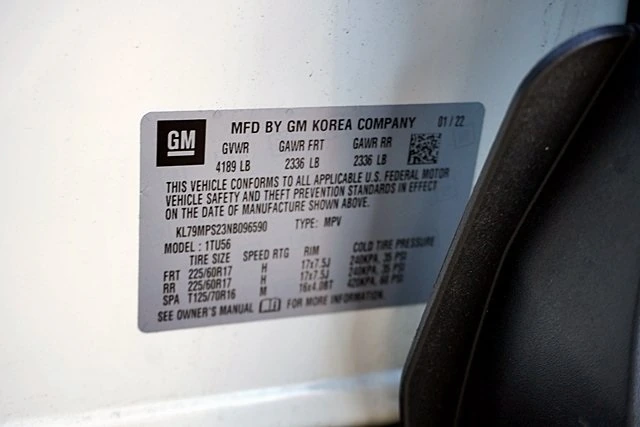 GM
MFD BY GM KOREA COMPANY 01 / 22
GVWR GAWR FRT GAWR RR
4189 LB 2336 LB 2336 LB
THIS VEHICLE CONFORMS TO ALL APPLICABLE U.S. FEDERAL MOTOR
VEHICLE SAFETY AND THEFT PREVENTION STANDARDS IN EFFECT
ON THE DATE OF MANUFACTURE SHOWN ABOVE.
KL79MPS23NB096590 TYPE: MPV
MODEL : 1TU56
TIRE SIZE SPEED RTG RIM COLD TIRE PRESSURE
FRT 225/60R17 H 17x7.5J 240KPA, 35 PSI
RR 225/60R17 H 17x7.5J 240KPA, 35 PSI
SPA T125/70R16 M 16x4.0BT 420KPA, 60 PSI
SEE OWNER'S MANUAL FOR MORE INFORMATION.